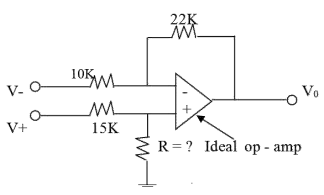 22K
10K
V-
-
V0
V+
+
15K
R = ? Ideal op - amp